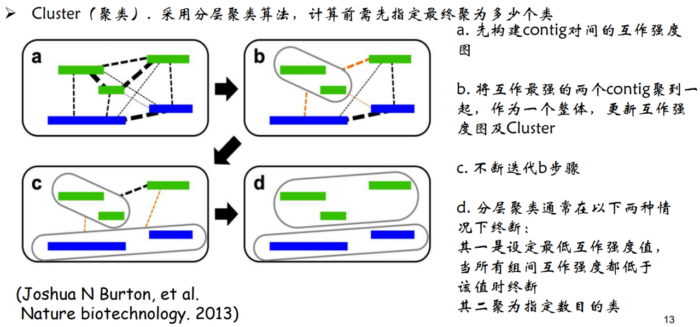 Cluster（聚类）. 采用分层聚类算法，计算前需先指定最终聚为多少个类
a
b
c
d
a. 先构建contig对间的互作强度
图
b. 将互作最强的两个contig聚到一
起，作为一个整体，更新互作强
度图及Cluster
c. 不断迭代b步骤
d. 分层聚类通常在以下两种情
况下终断：
其一是设定最低互作强度值，
当所有组间互作强度都低于
该值时终断
其二聚为指定数目的类
(Joshua N Burton, et al.
Nature biotechnology. 2013)
13